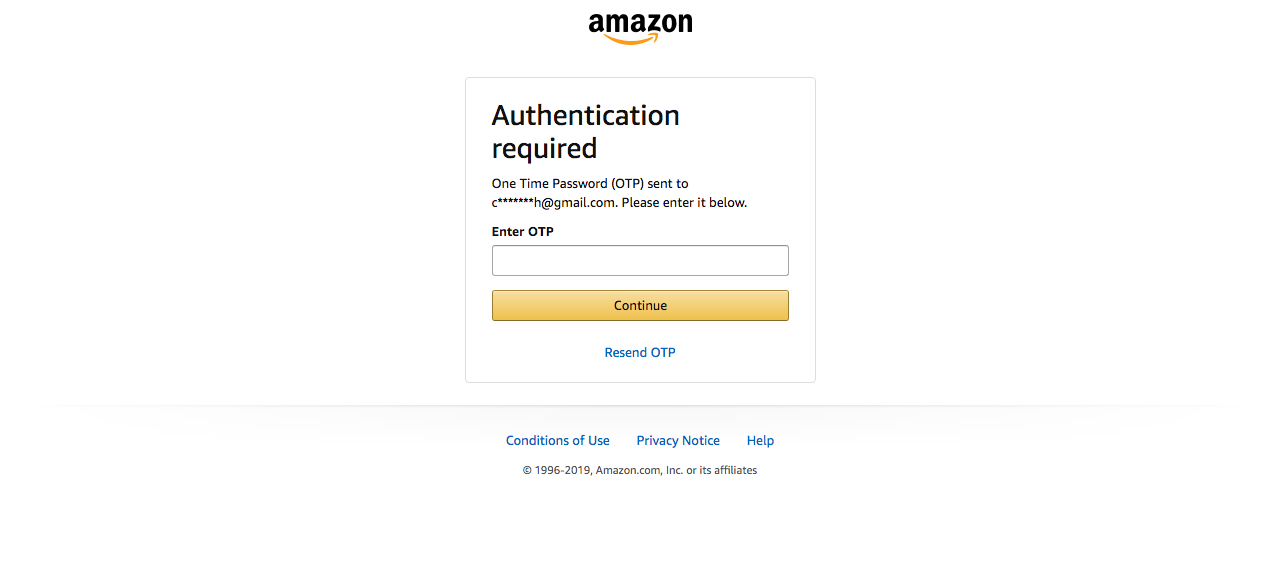 amazon
Authentication
required
One Time Password (OTP) sent to
c*******h@gmail.com. Please enter it below.
Enter OTP
Continue
Resend OTP
Conditions of Use Privacy Notice Help
© 1996-2019, Amazon.com, Inc. or its affiliates